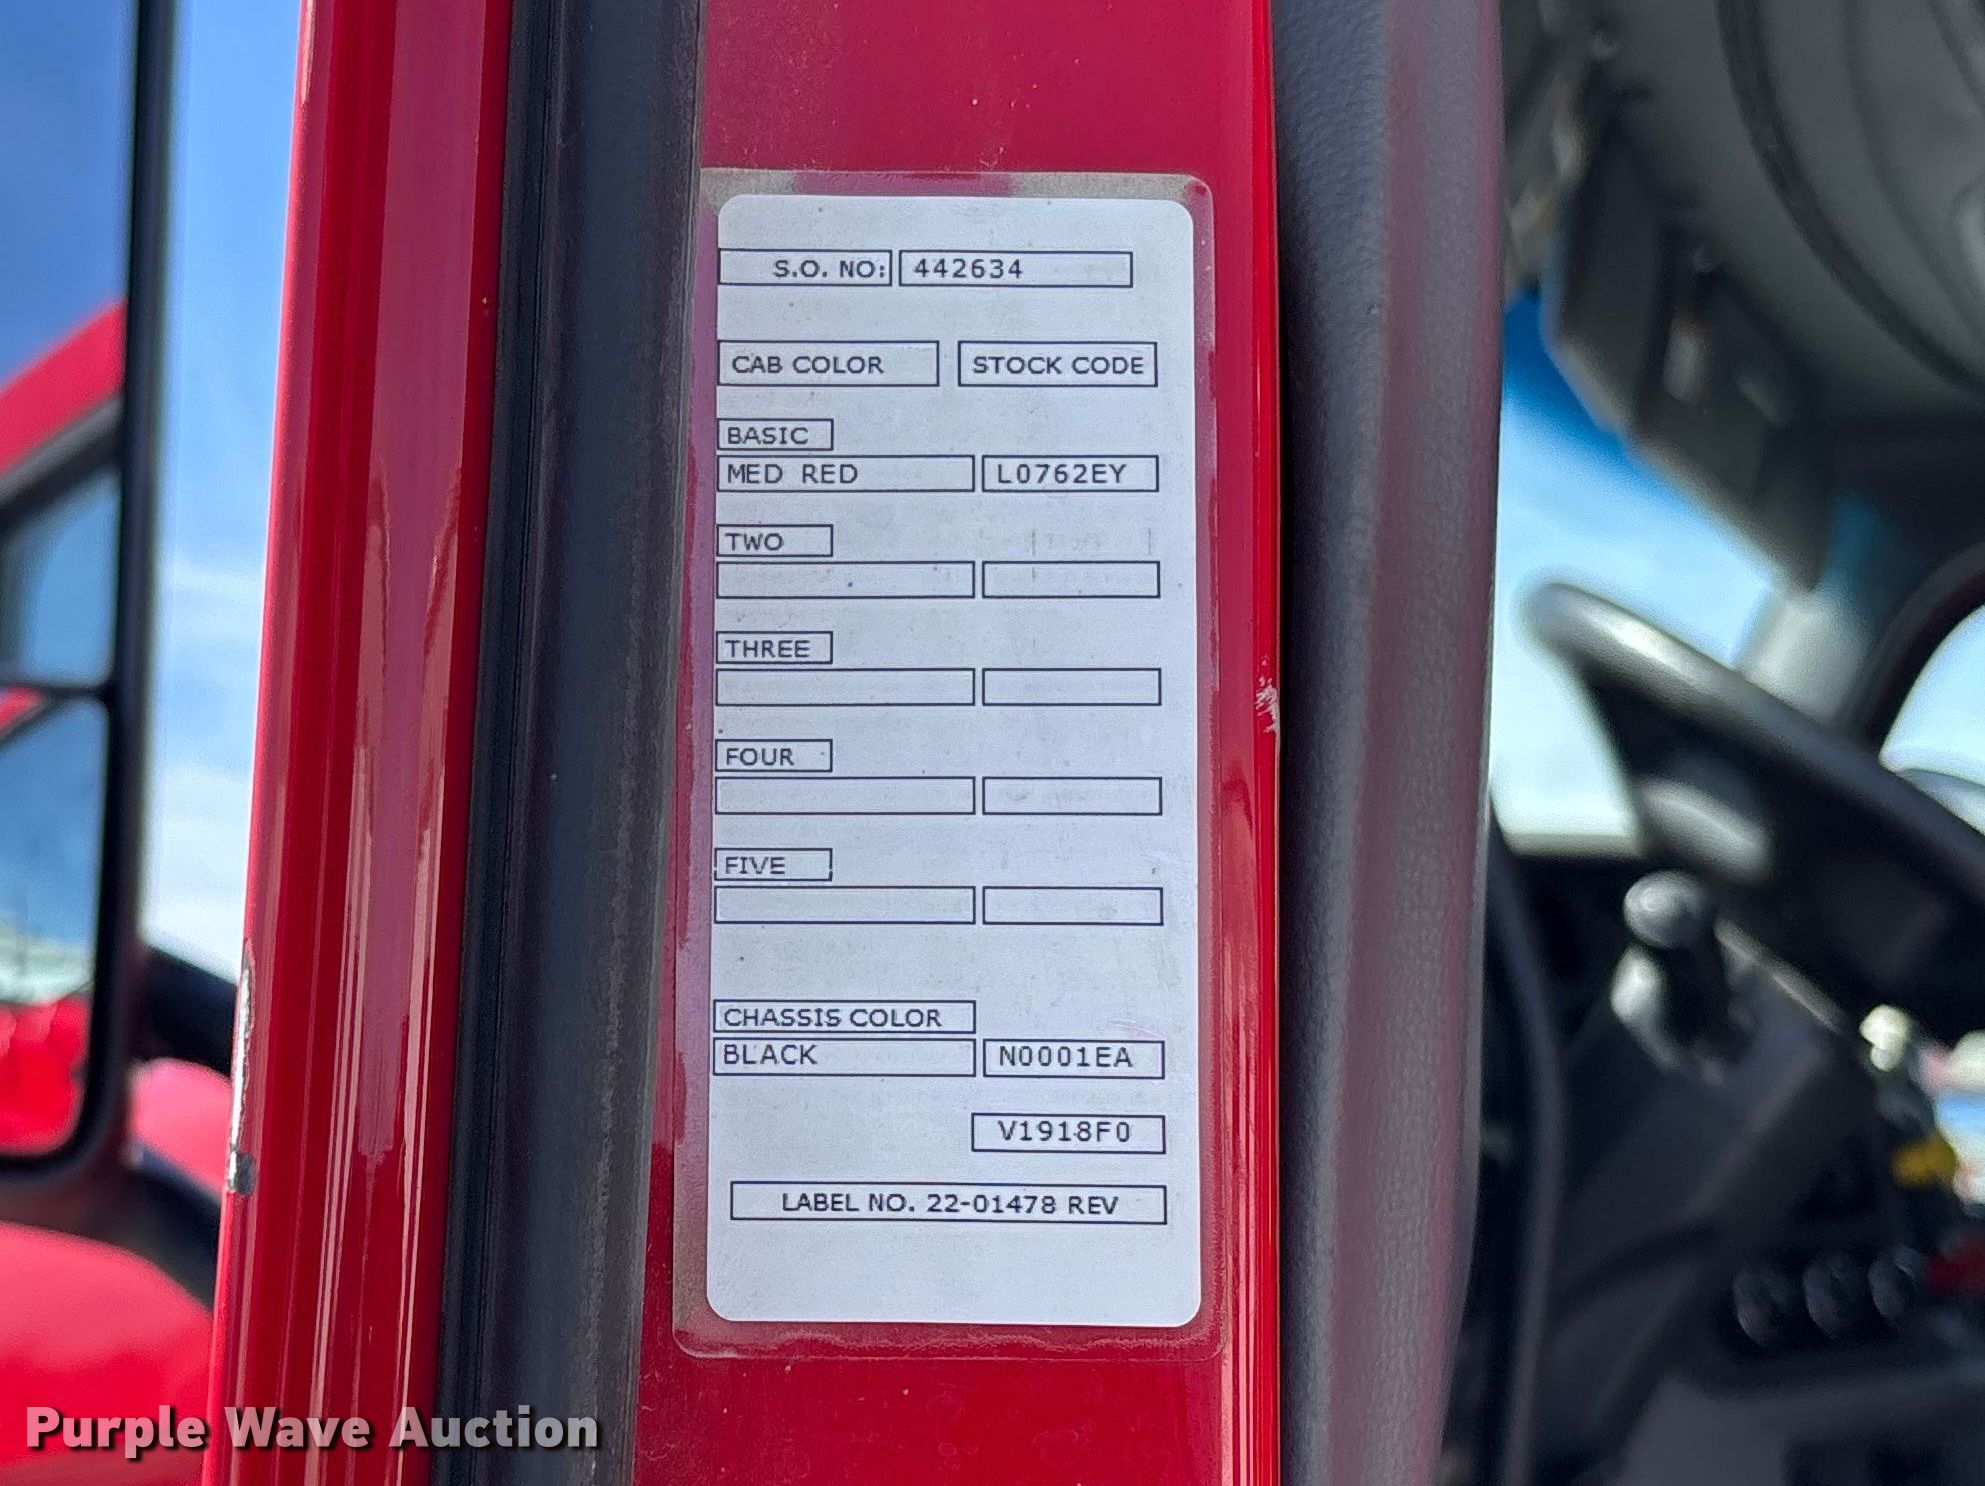 S.O. NO: 442634
CAB COLOR STOCK CODE
BASIC
MED RED L0762EY
TWO
THREE
FOUR
FIVE
CHASSIS COLOR
BLACK N0001EA
V1918F0
LABEL NO. 22-01478 REV
Purple Wave Auction